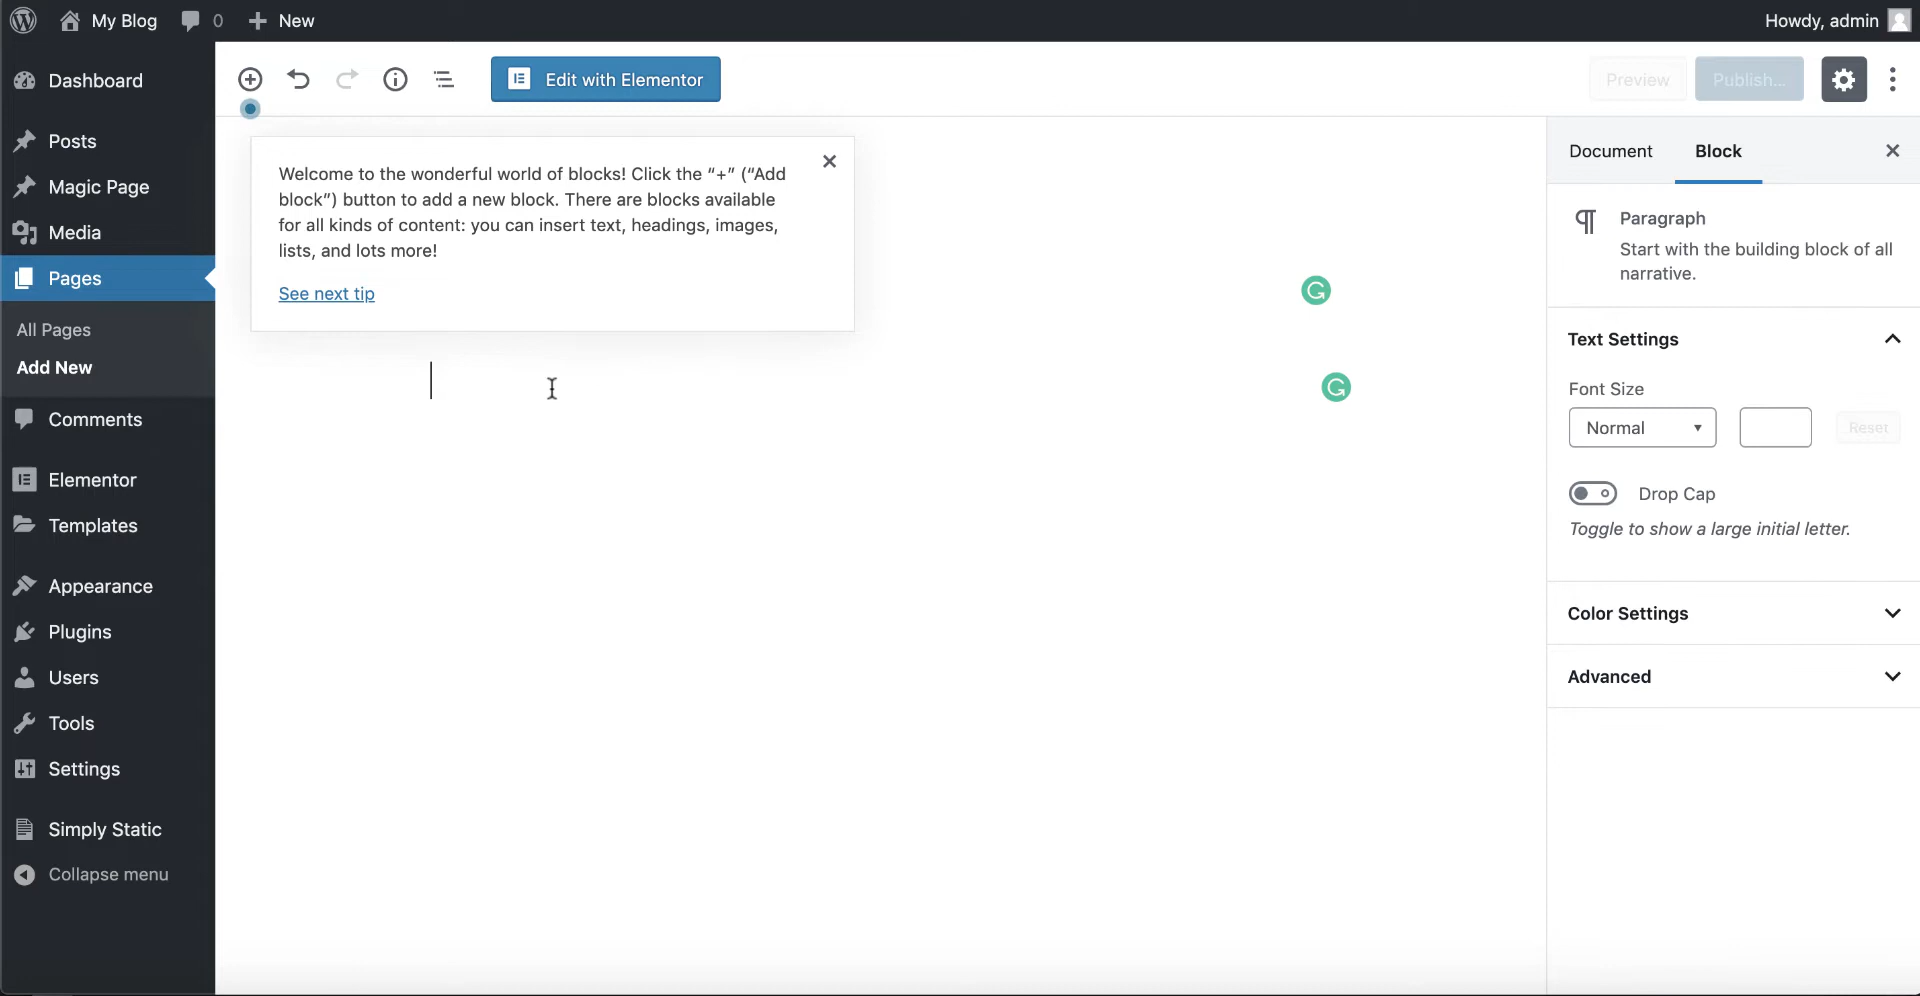 My Blog 0 New Howdy, admin
Dashboard
Posts
Magic Page
Media
Pages
All Pages
Add New
Comments
Elementor
Templates
Appearance
Plugins
Users
Tools
Settings
Simply Static
Collapse menu
Edit with Elementor
Preview Publish...
Welcome to the wonderful world of blocks! Click the “+” (“Add
block”) button to add a new block. There are blocks available
for all kinds of content: you can insert text, headings, images,
lists, and lots more!
See next tip
Document Block
Paragraph
Start with the building block of all
narrative.
Text Settings
Font Size
Normal Reset
Drop Cap
Toggle to show a large initial letter.
Color Settings
Advanced